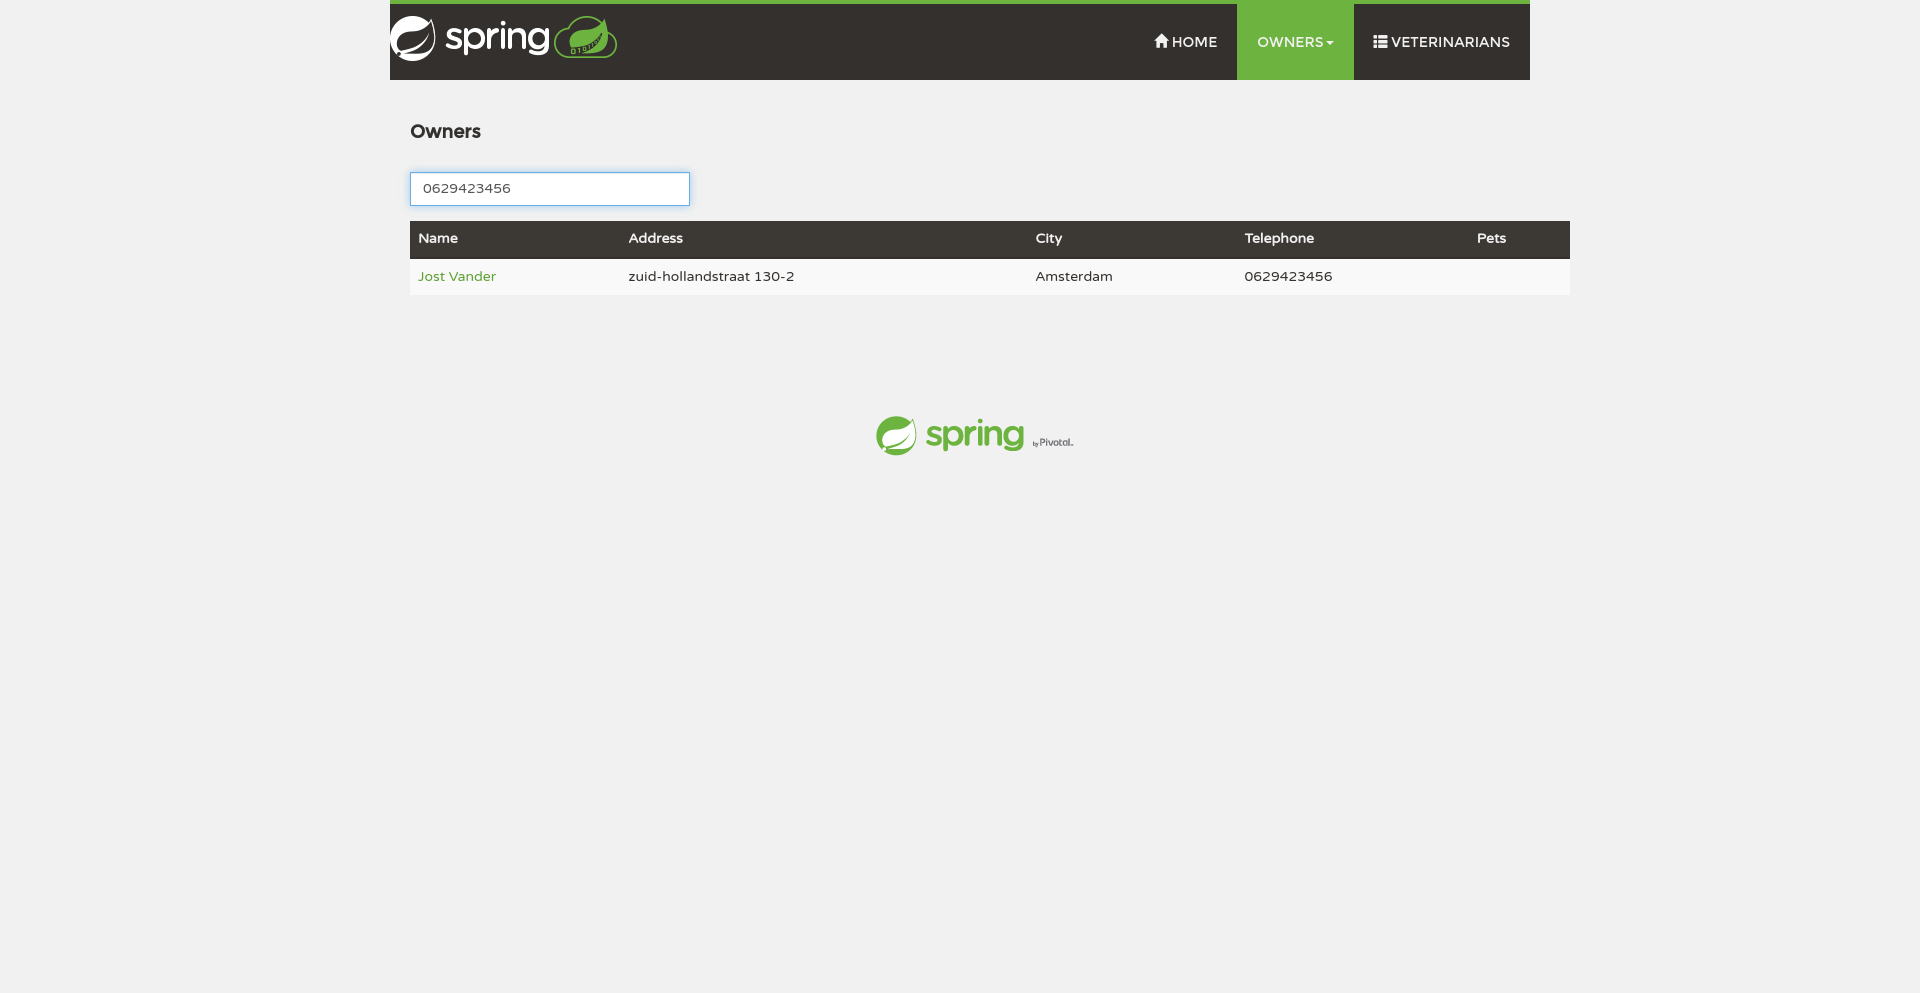 spring
HOME
OWNERS
VETERINARIANS
Owners
0629423456
Name Address City Telephone Pets
Jost Vander zuid-hollandstraat 130-2 Amsterdam 0629423456
spring by Pivotal